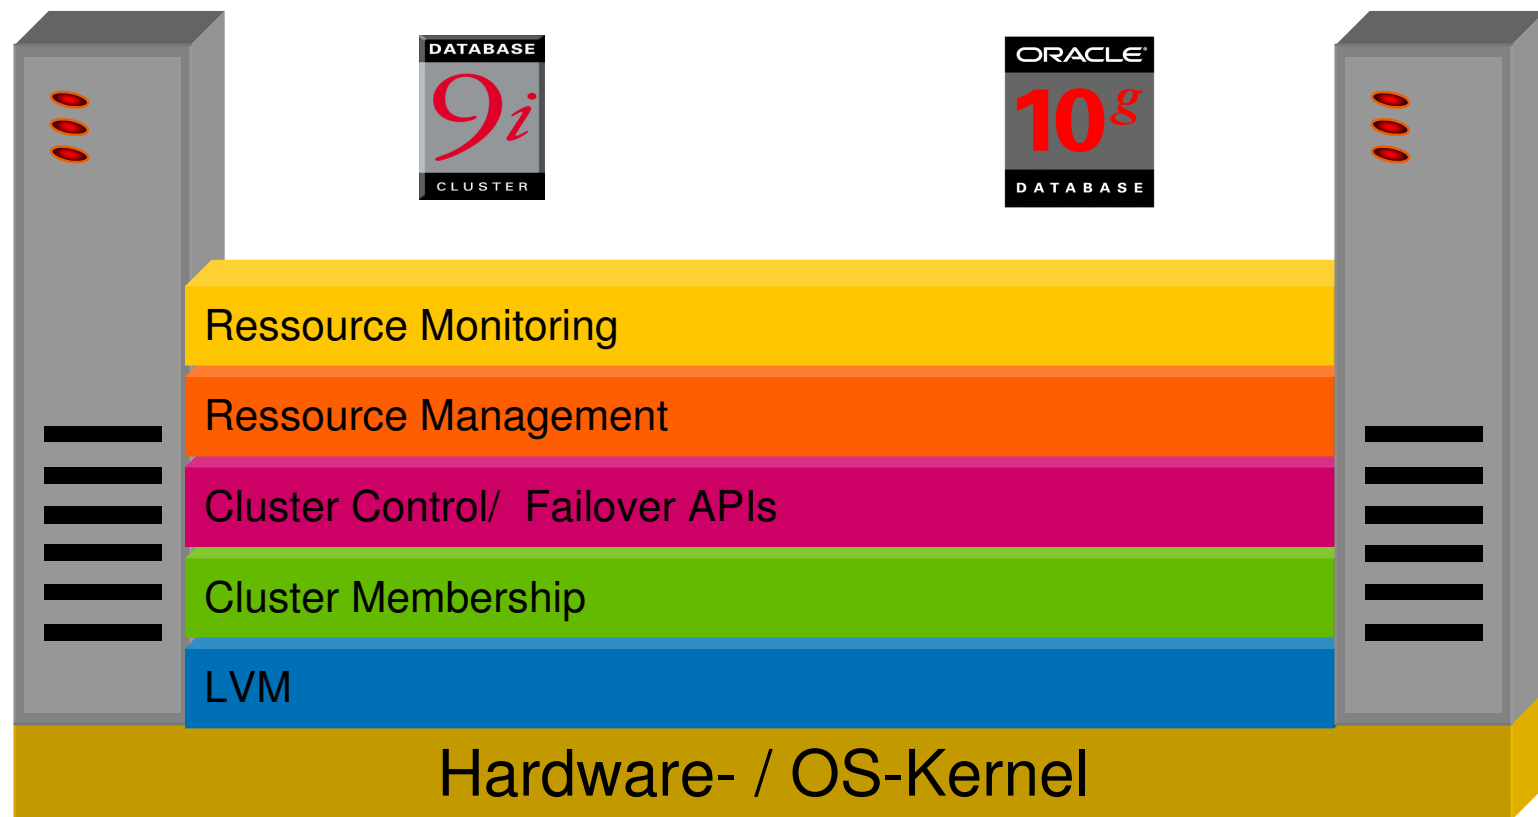 DATABASE
9i
CLUSTER
ORACLE
10g
DATABASE
Ressource Monitoring
Ressource Management
Cluster Control/ Failover APIs
Cluster Membership
LVM
Hardware- / OS-Kernel